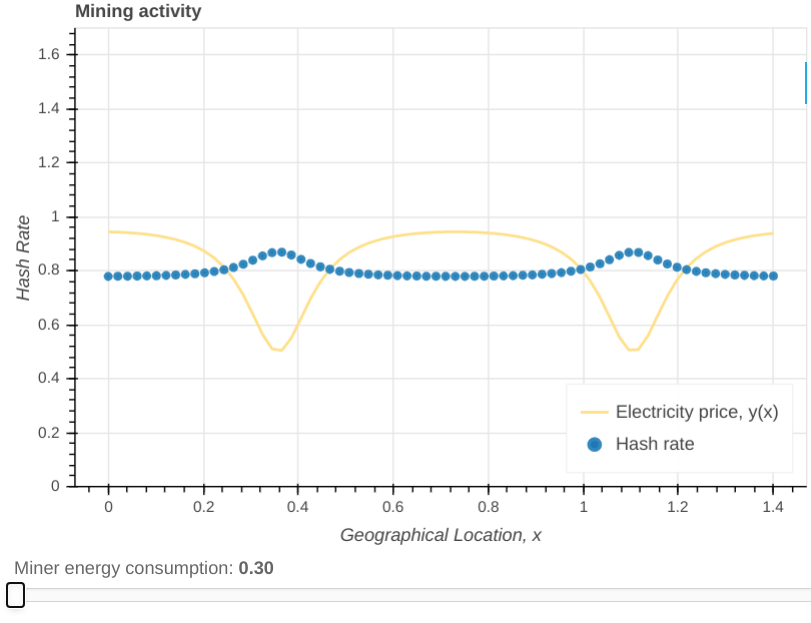 Mining activity
1.6
1.4
1.2
1
0.8
0.6
0.4
0.2
0
Hash Rate
Electricity price, y(x)
Hash rate
0 0.2 0.4 0.6 0.8 1 1.2 1.4
Geographical Location, x
Miner energy consumption: 0.30